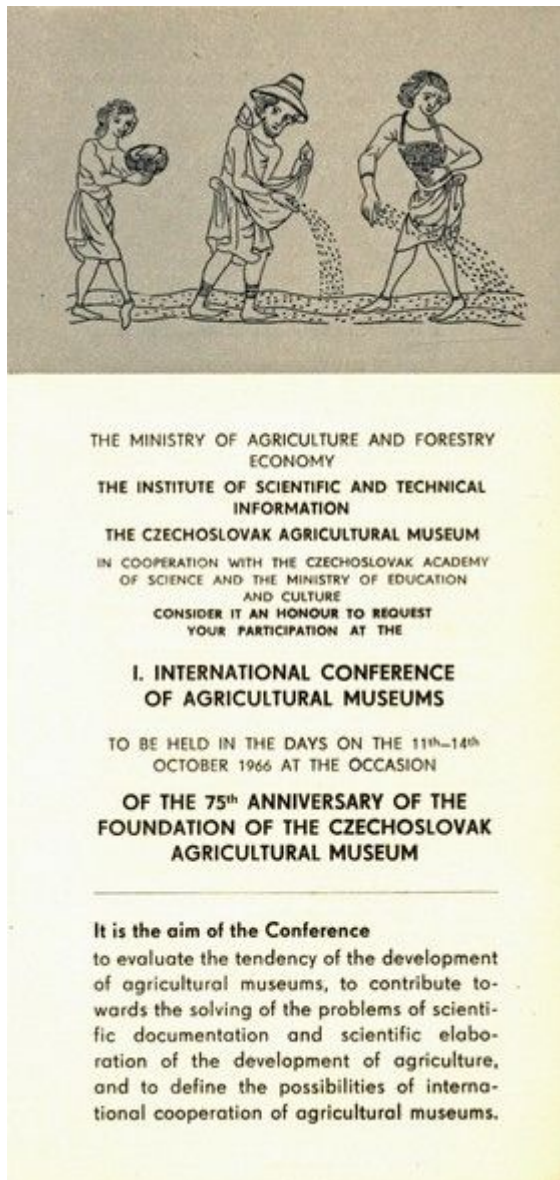 THE MINISTRY OF AGRICULTURE AND FORESTRY
ECONOMY
THE INSTITUTE OF SCIENTIFIC AND TECHNICAL
INFORMATION
THE CZECHOSLOVAK AGRICULTURAL MUSEUM
IN COOPERATION WITH THE CZECHOSLOVAK ACADEMY
OF SCIENCE AND THE MINISTRY OF EDUCATION
AND CULTURE
CONSIDER IT AN HONOUR TO REQUEST
YOUR PARTICIPATION AT THE
I. INTERNATIONAL CONFERENCE
OF AGRICULTURAL MUSEUMS
TO BE HELD IN THE DAYS ON THE 11th–14th
OCTOBER 1966 AT THE OCCASION
OF THE 75th ANNIVERSARY OF THE
FOUNDATION OF THE CZECHOSLOVAK
AGRICULTURAL MUSEUM
It is the aim of the Conference
to evaluate the tendency of the development
of agricultural museums, to contribute to-
wards the solving of the problems of scienti-
fic documentation and scientific elabo-
ration of the development of agriculture,
and to define the possibilities of interna-
tional cooperation of agricultural museums.